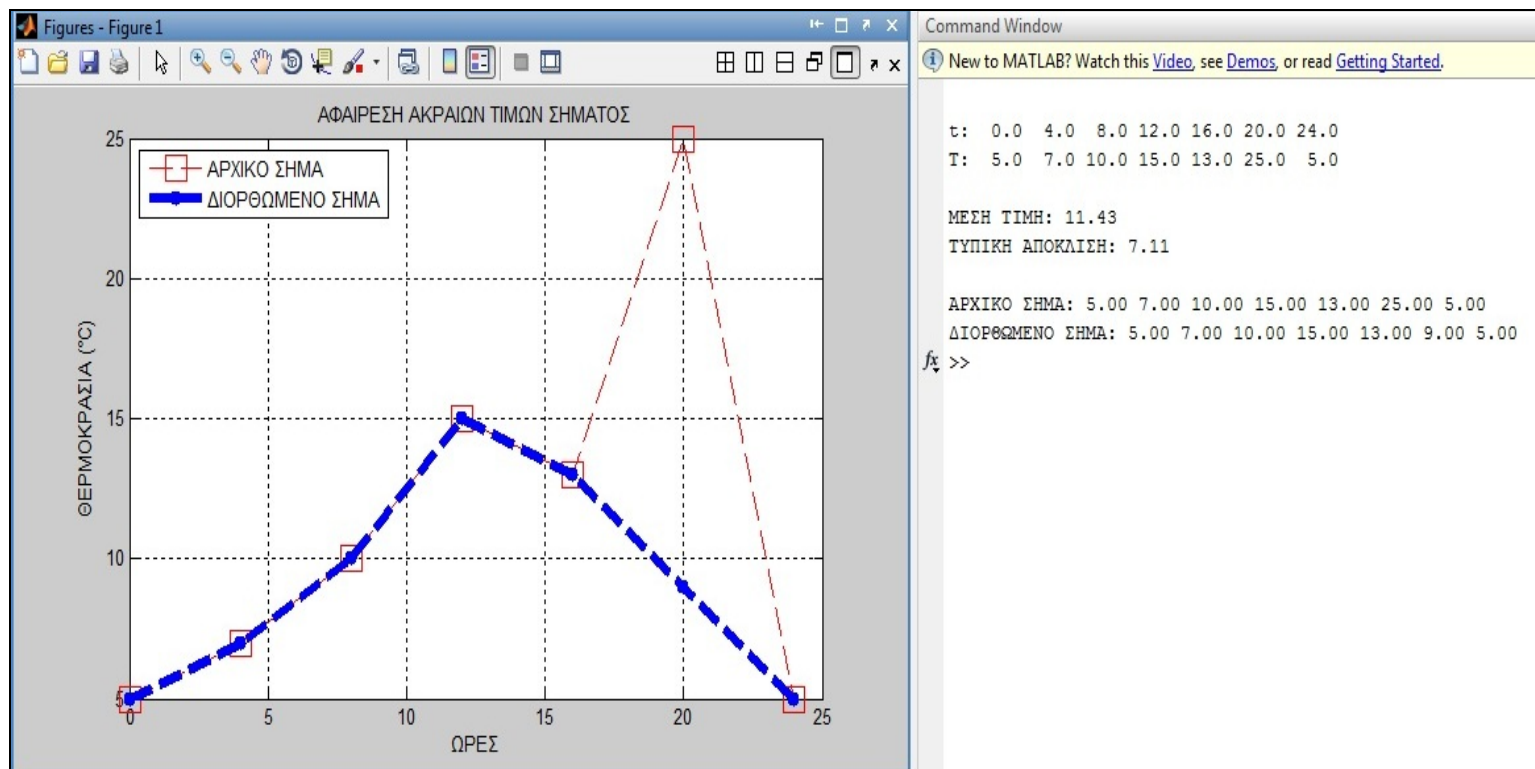 Figures - Figure 1
ΑΦΑΙΡΕΣΗ ΑΚΡΑΙΩΝ ΤΙΜΩΝ ΣΗΜΑΤΟΣ
ΑΡΧΙΚΟ ΣΗΜΑ
ΔΙΟΡΘΩΜΕΝΟ ΣΗΜΑ
25
20
15
10
5
ΘΕΡΜΟΚΡΑΣΙΑ (°C)
0 5 10 15 20 25
ΩΡΕΣ
Command Window
New to MATLAB? Watch this Video, see Demos, or read Getting Started.
t: 0.0 4.0 8.0 12.0 16.0 20.0 24.0
T: 5.0 7.0 10.0 15.0 13.0 25.0 5.0
ΜΕΣΗ ΤΙΜΗ: 11.43
ΤΥΠΙΚΗ ΑΠΟΚΛΙΣΗ: 7.11
ΑΡΧΙΚΟ ΣΗΜΑ: 5.00 7.00 10.00 15.00 13.00 25.00 5.00
ΔΙΟΡΘΩΜΕΝΟ ΣΗΜΑ: 5.00 7.00 10.00 15.00 13.00 9.00 5.00
fx >>